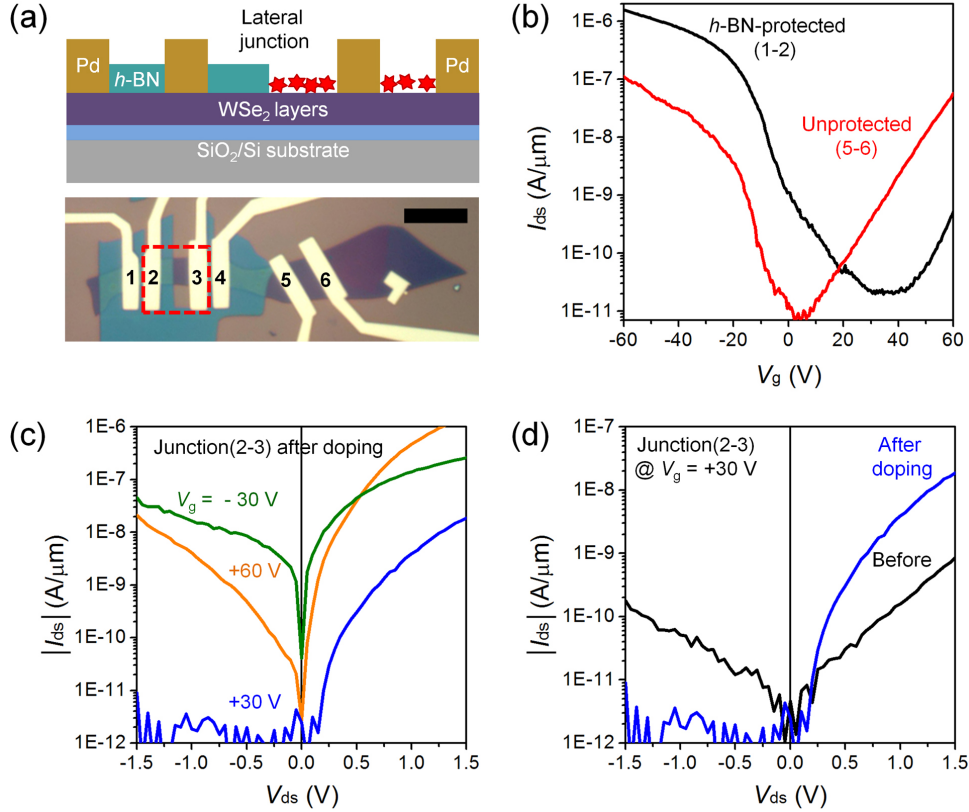 (a)
Lateral
junction
Pd
h-BN
Pd
WSe2 layers
SiO2/Si substrate
1 2 3 4 5 6
(b)
1E-6
1E-7
1E-8
1E-9
1E-10
1E-11
Ids (A/μm)
h-BN-protected
(1-2)
Unprotected
(5-6)
-60 -40 -20 0 20 40 60
Vg (V)
(c)
1E-6
1E-7
1E-8
1E-9
1E-10
1E-11
1E-12
|Ids| (A/μm)
Junction(2-3) after doping
Vg = - 30 V
+60 V
+30 V
-1.5 -1.0 -0.5 0.0 0.5 1.0 1.5
Vds (V)
(d)
1E-7
1E-8
1E-9
1E-10
1E-11
1E-12
|Ids| (A/μm)
Junction(2-3)
@ Vg = +30 V
After
doping
Before
-1.5 -1.0 -0.5 0.0 0.5 1.0 1.5
Vds (V)